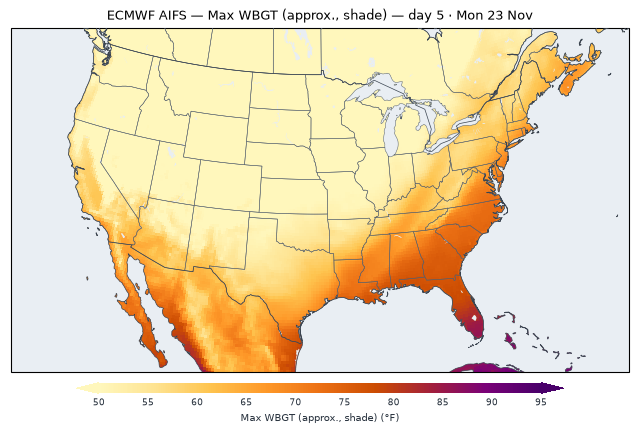 ECMWF AIFS — Max WBGT (approx., shade) — day 5 · Mon 23 Nov
50 55 60 65 70 75 80 85 90 95
Max WBGT (approx., shade) (°F)